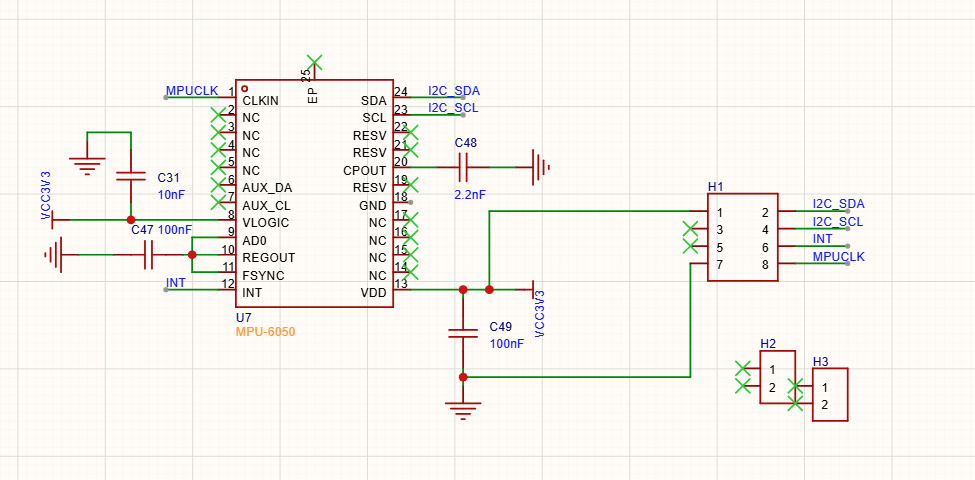 25
EP
MPUCLK 1 CLKIN
2 NC
3 NC
4 NC
5 NC
6 AUX_DA
7 AUX_CL
8 VLOGIC
9 AD0
10 REGOUT
11 FSYNC
INT 12 INT
24 SDA I2C_SDA
23 SCL I2C_SCL
22 RESV
21 RESV
20 CPOUT
19 RESV
18 GND
17 NC
16 NC
15 NC
14 NC
13 VDD
U7
MPU-6050
VCC3V3
C31
10nF
C47 100nF
C48
2.2nF
C49
100nF
VCC3V3
H1
1 2 I2C_SDA
3 4 I2C_SCL
5 6 INT
7 8 MPUCLK
H2
1
2
H3
1
2